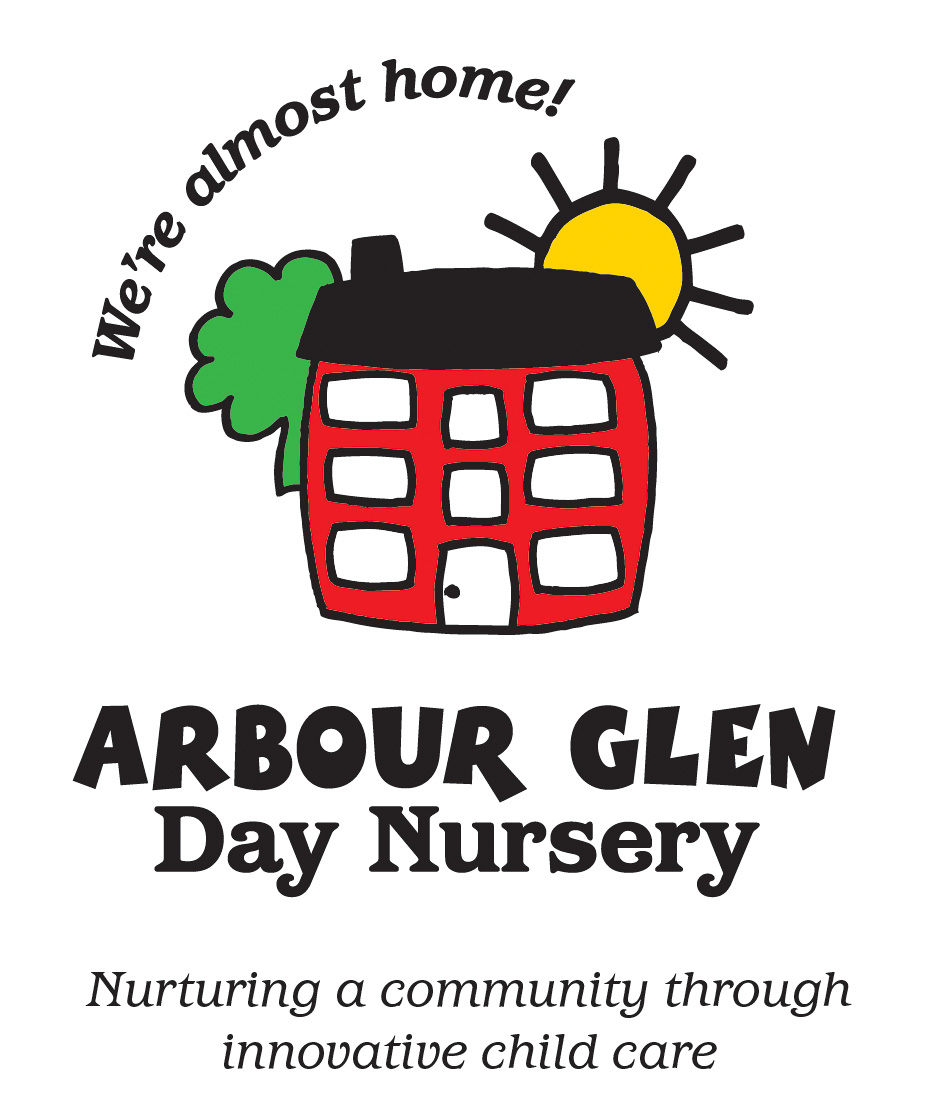 We're almost home!
ARBOUR GLEN
Day Nursery
Nurturing a community through
innovative child care